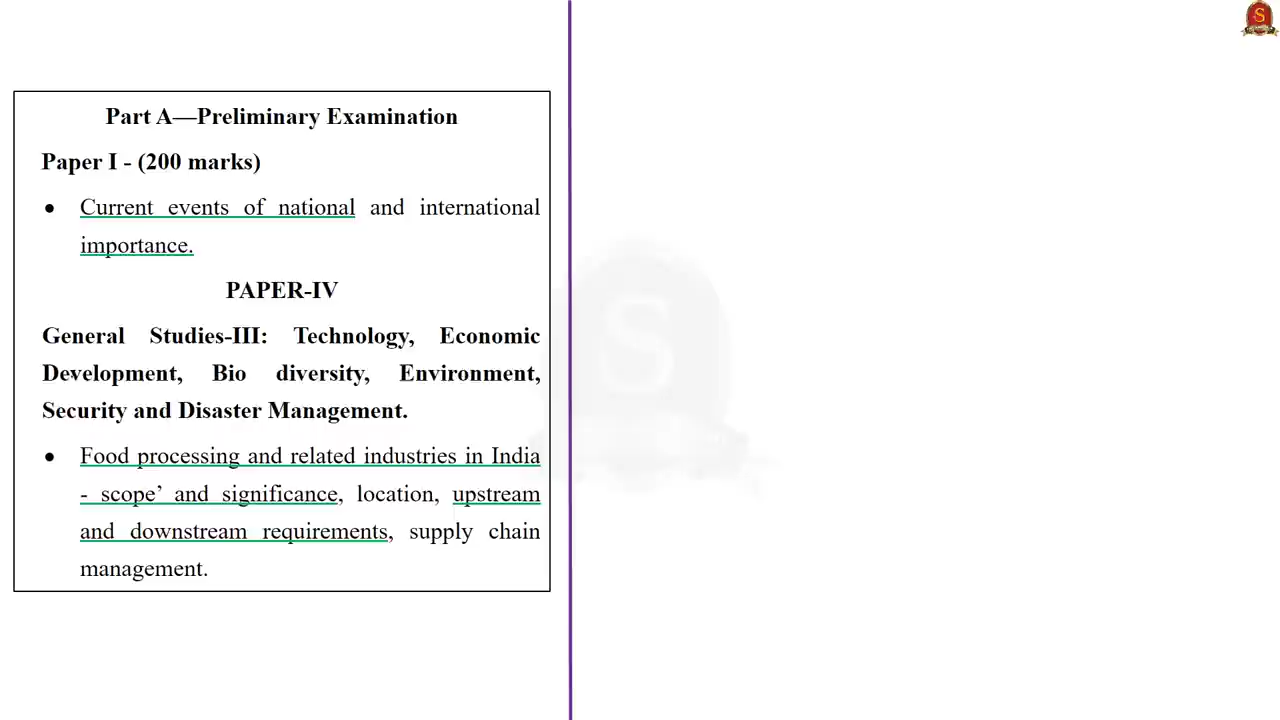 S
Part A—Preliminary Examination
Paper I - (200 marks)
• Current events of national and international
importance.
PAPER-IV
General Studies-III: Technology, Economic
Development, Bio diversity, Environment,
Security and Disaster Management.
• Food processing and related industries in India
- scope’ and significance, location, upstream
and downstream requirements, supply chain
management.
S